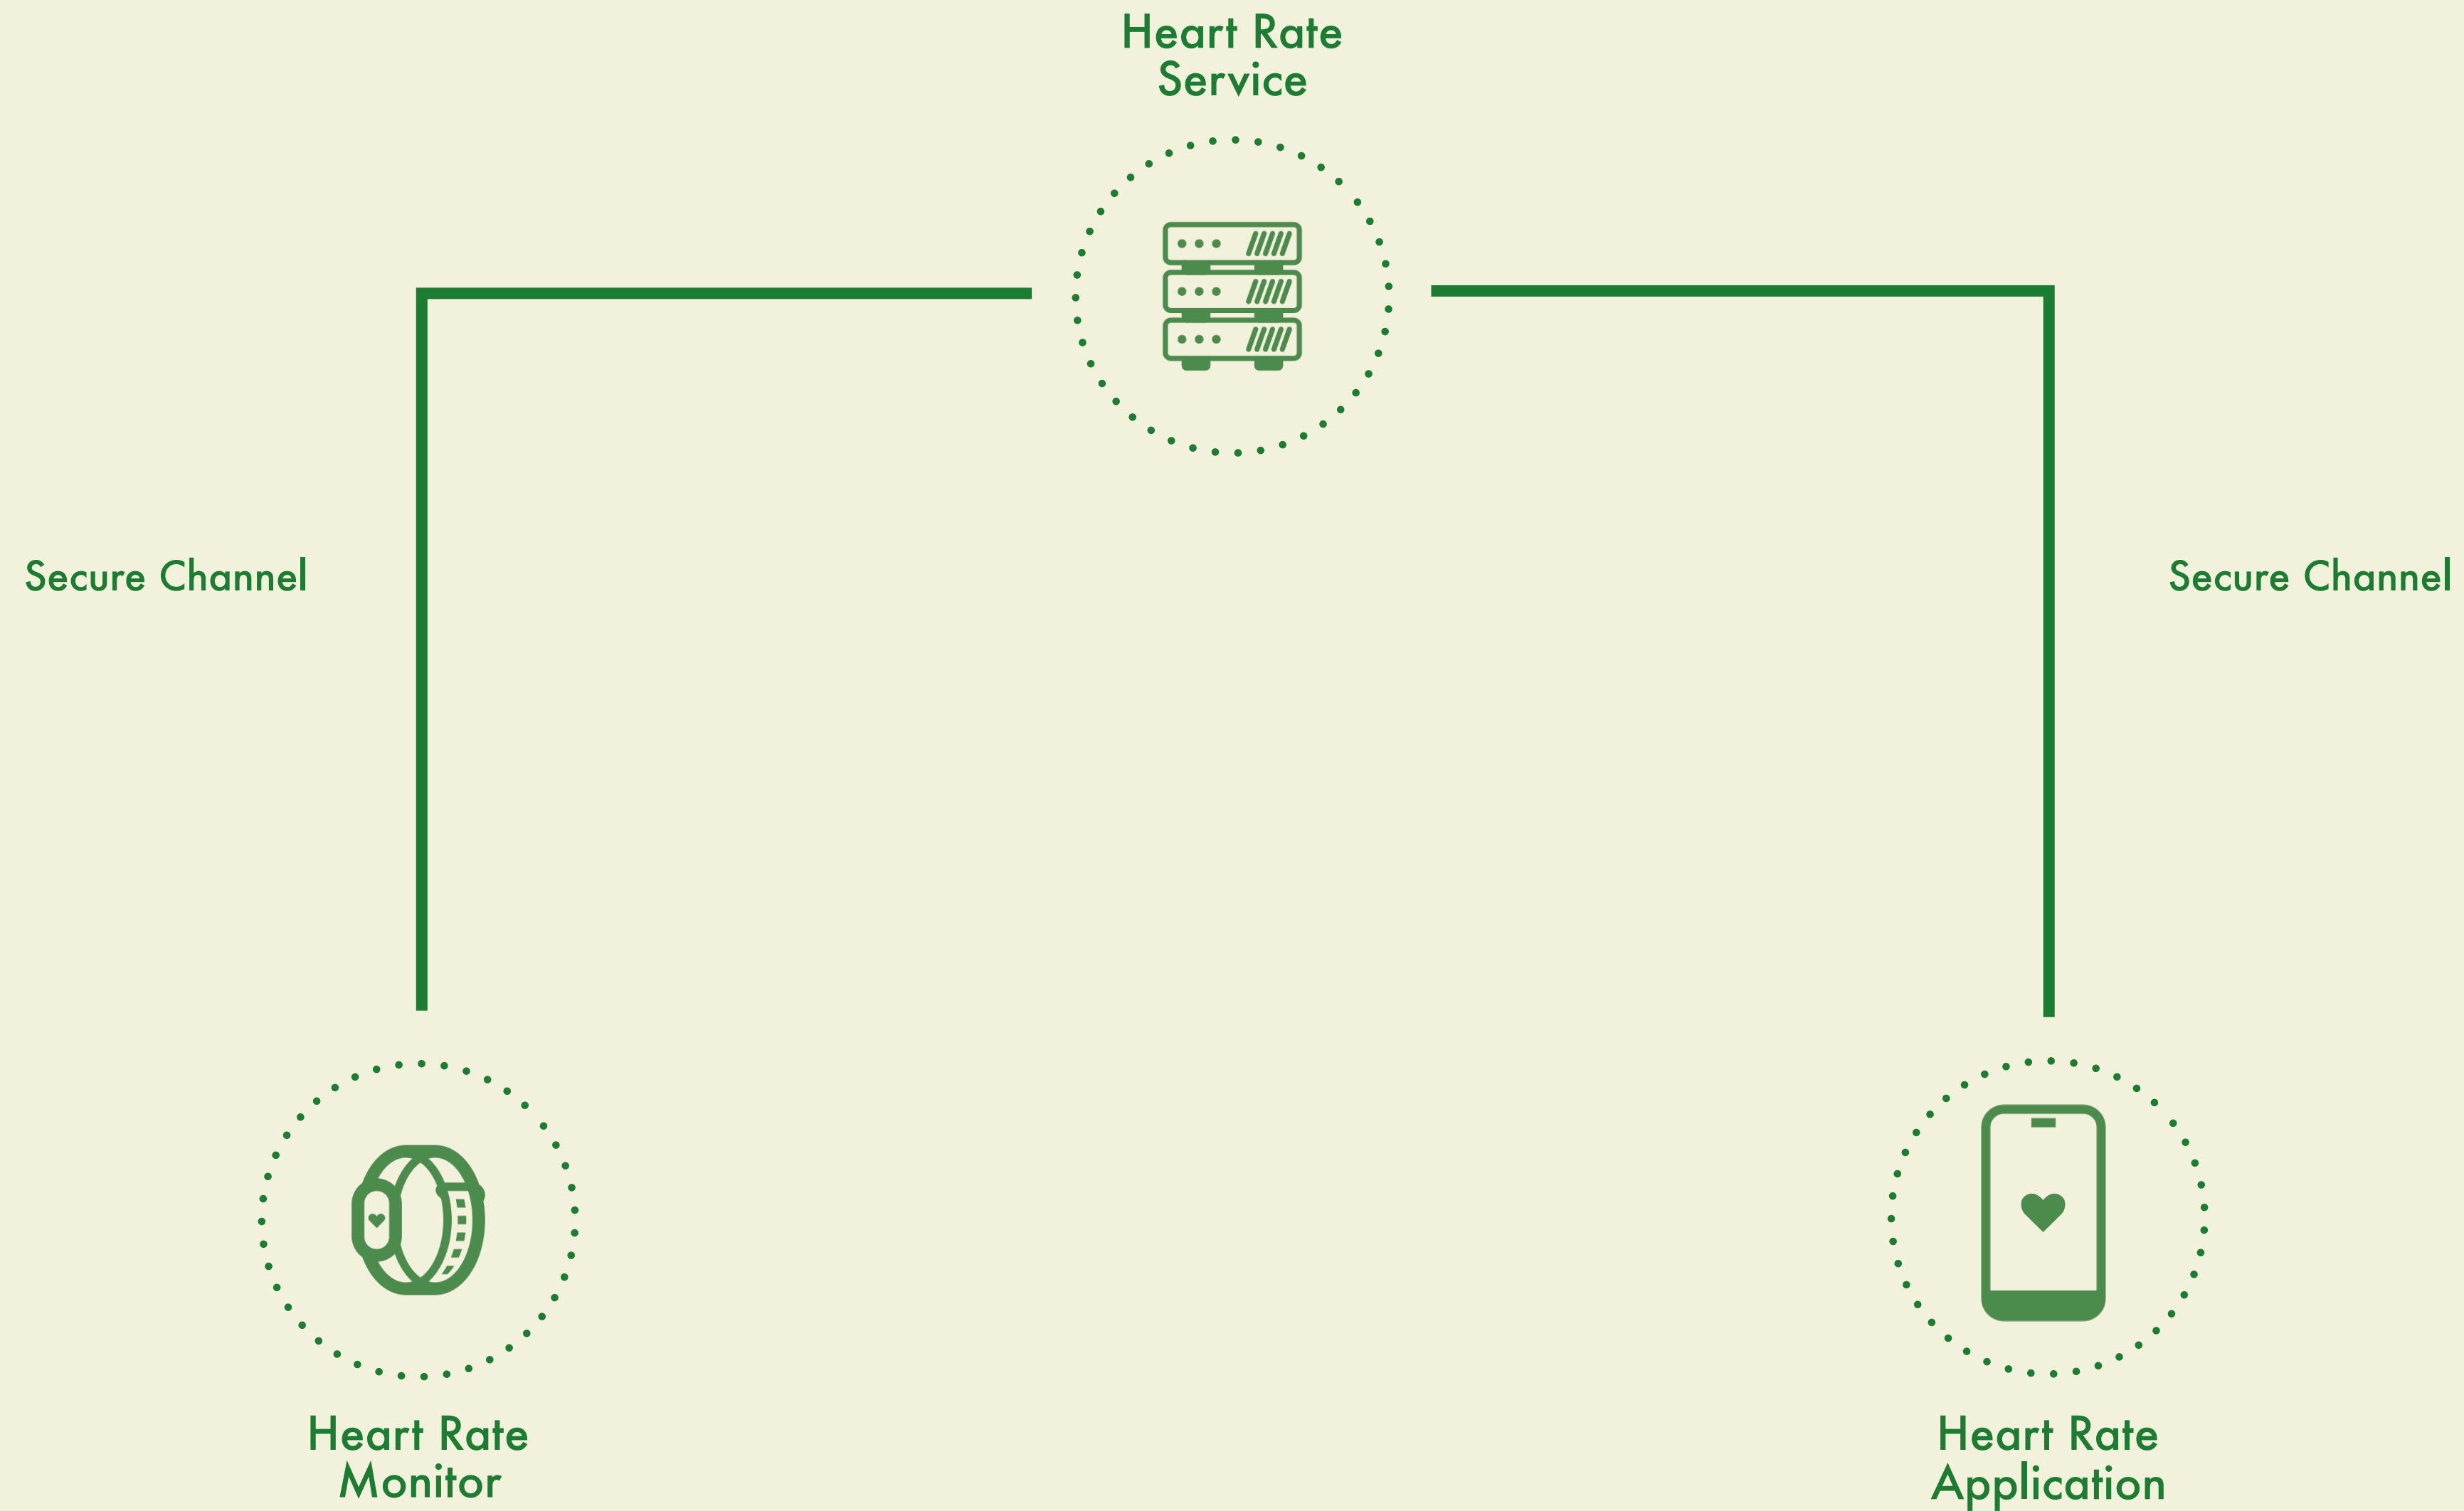 Heart Rate
Service
Secure Channel
Secure Channel
Heart Rate
Monitor
Heart Rate
Application